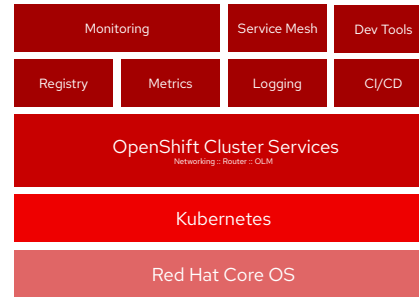 Monitoring
Service Mesh
Dev Tools
Registry
Metrics
Logging
CI/CD
OpenShift Cluster Services
Networking :: Router :: OLM
Kubernetes
Red Hat Core OS